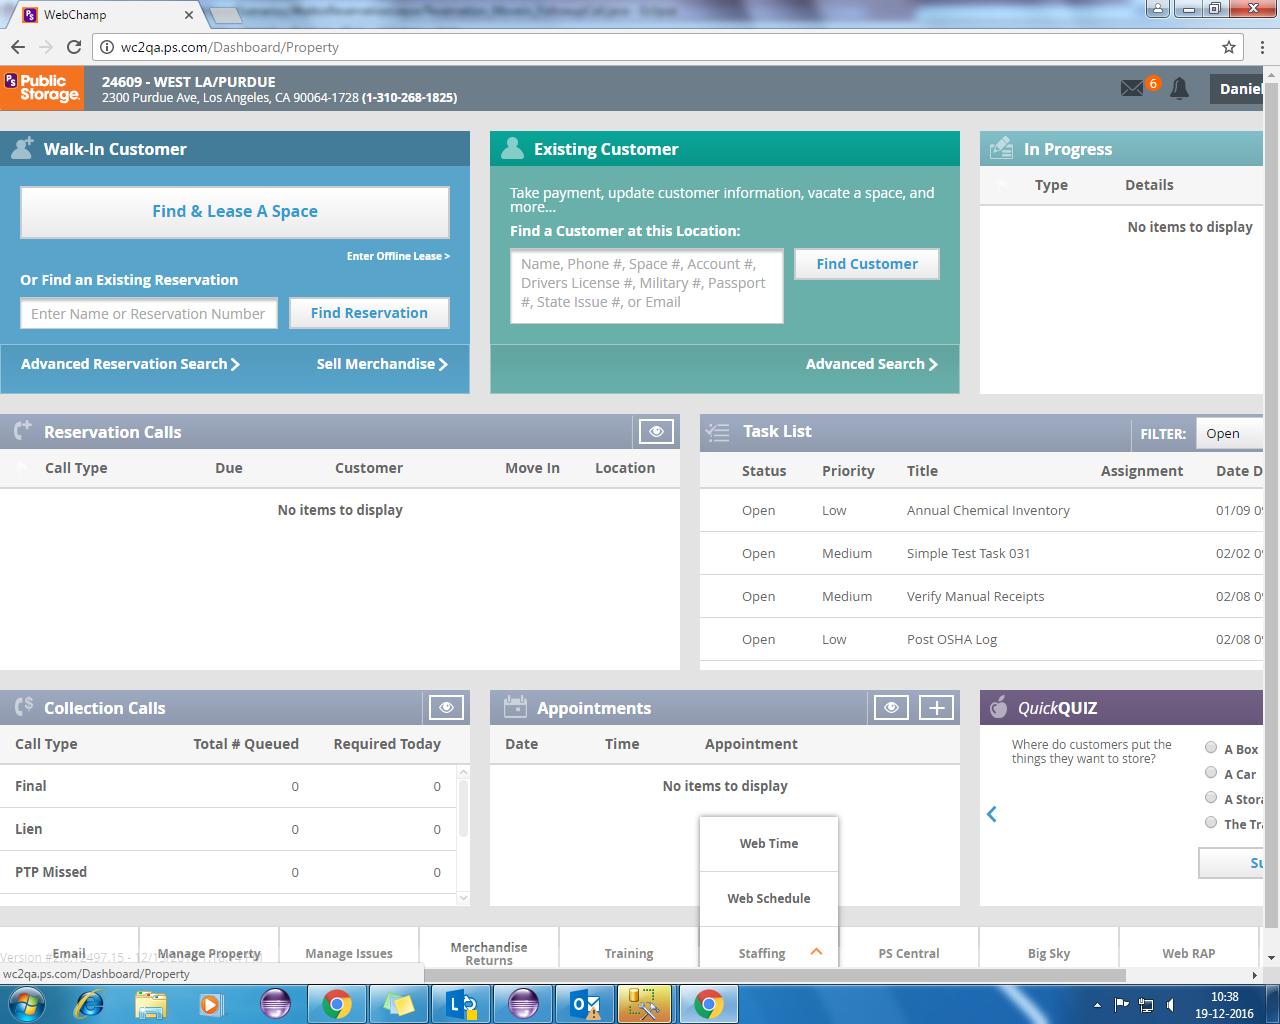 WebChamp
wc2qa.ps.com/Dashboard/Property
PS Public Storage
24609 - WEST LA/PURDUE
2300 Purdue Ave, Los Angeles, CA 90064-1728 (1-310-268-1825)
6
Daniel
Walk-In Customer
Find & Lease A Space
Enter Offline Lease >
Or Find an Existing Reservation
Enter Name or Reservation Number
Find Reservation
Advanced Reservation Search
Sell Merchandise
Existing Customer
Take payment, update customer information, vacate a space, and
more...
Find a Customer at this Location:
Name, Phone #, Space #, Account #,
Drivers License #, Military #, Passport
#, State Issue #, or Email
Find Customer
Advanced Search
In Progress
Type Details
No items to display
Reservation Calls
Call Type Due Customer Move In Location
No items to display
Task List
FILTER: Open
Status Priority Title Assignment Date D
Open Low Annual Chemical Inventory 01/09
Open Medium Simple Test Task 031 02/02
Open Medium Verify Manual Receipts 02/08
Open Low Post OSHA Log 02/08
Collection Calls
Call Type Total # Queued Required Today
Final 0 0
Lien 0 0
PTP Missed 0 0
Appointments
Date Time Appointment
No items to display
QuickQUIZ
Where do customers put the
things they want to store?
A Box
A Car
A Stora
The Tra
Su
Web Time
Web Schedule
Email
Manage Property
Manage Issues
Merchandise
Returns
Training
Staffing
PS Central
Big Sky
Web RAP
wc2qa.ps.com/Dashboard/Property
10:38
19-12-2016